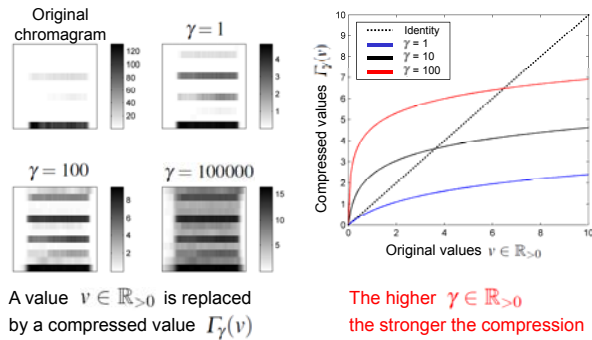 Original
chromagram
γ = 1
120
100
80
60
40
20
4
3
2
1
γ = 100
γ = 100000
8
6
4
2
15
10
5
A value v ∈ ℝ>0 is replaced
by a compressed value Γγ(v)
Compressed values Γγ(v)
10
9
8
7
6
5
4
3
2
1
0
Identity
γ = 1
γ = 10
γ = 100
0 2 4 6 8 10
Original values v ∈ ℝ>0
The higher γ ∈ ℝ>0
the stronger the compression